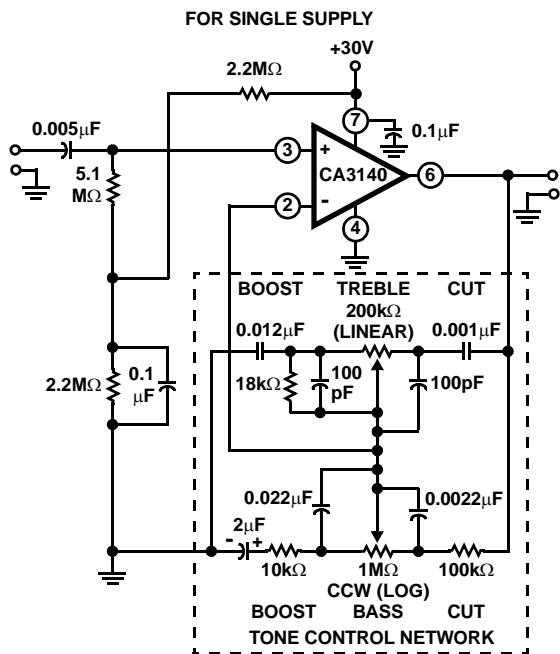 FOR SINGLE SUPPLY
+30V
2.2MΩ
0.005μF
7
0.1μF
3
+
CA3140
6
5.1
MΩ
2
-
4
BOOST
TREBLE
CUT
200kΩ
(LINEAR)
0.012μF
0.001μF
0.1
μF
2.2MΩ
18kΩ
100
pF
100pF
0.022μF
0.0022μF
2μF
-
+
10kΩ
1MΩ
100kΩ
CCW (LOG)
BOOST
BASS
CUT
TONE CONTROL NETWORK